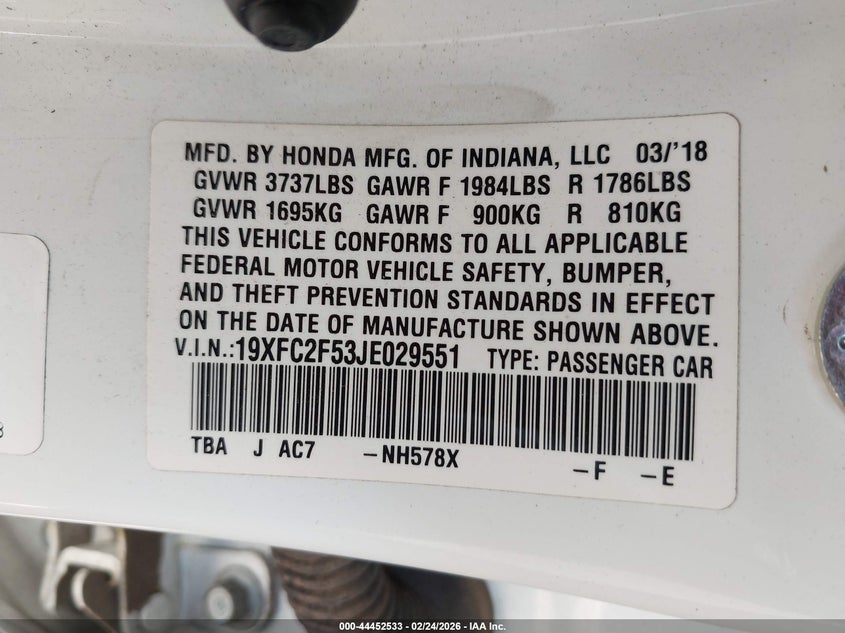 MFD. BY HONDA MFG. OF INDIANA, LLC 03/'18
GVWR 3737LBS GAWR F 1984LBS R 1786LBS
GVWR 1695KG GAWR F 900KG R 810KG
THIS VEHICLE CONFORMS TO ALL APPLICABLE
FEDERAL MOTOR VEHICLE SAFETY, BUMPER,
AND THEFT PREVENTION STANDARDS IN EFFECT
ON THE DATE OF MANUFACTURE SHOWN ABOVE.
V.I.N.:19XFC2F53JE029551 TYPE: PASSENGER CAR
TBA J AC7 -NH578X -F -E
000-44452533 - 02/24/2026 - IAA Inc.